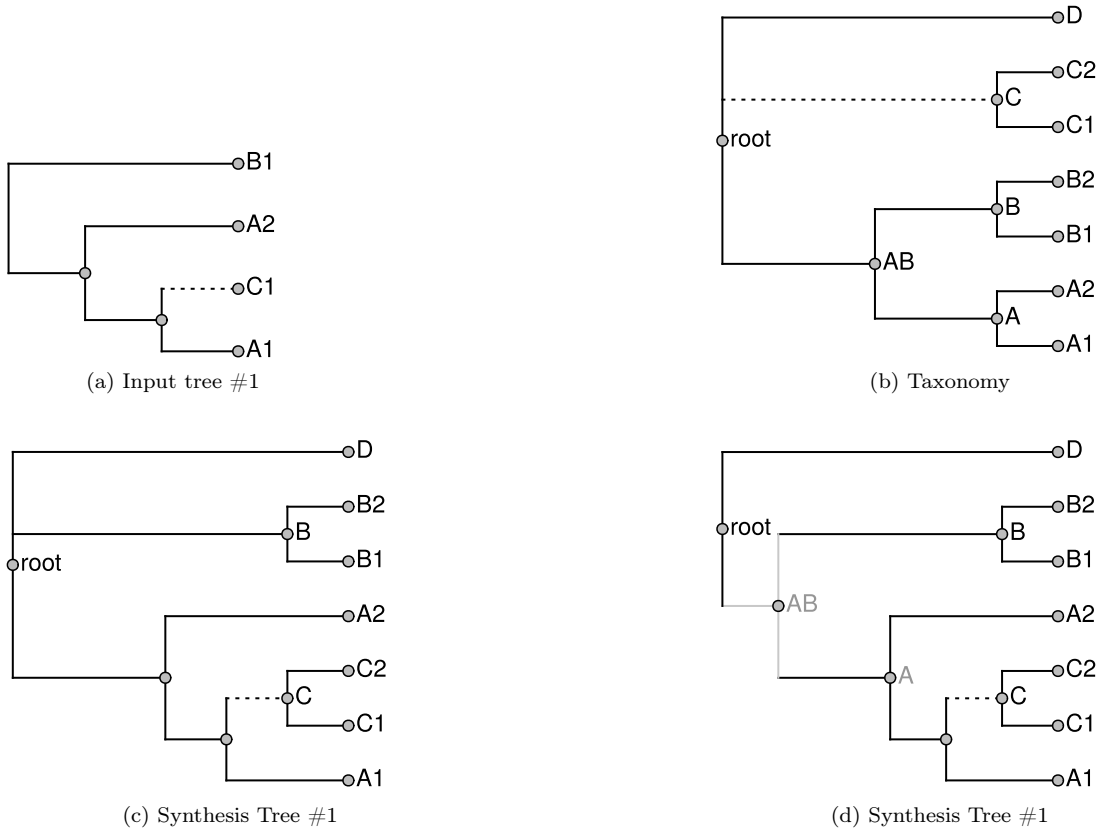 B1
A2
C1
A1
(a) Input tree #1
D
C2
C
C1
root
B2
B
B1
AB
A2
A
A1
(b) Taxonomy
D
B2
B
B1
root
A2
C2
C
C1
A1
(c) Synthesis Tree #1
D
B2
root
B
B1
AB
A2
C2
A
C
C1
A1
(d) Synthesis Tree #1